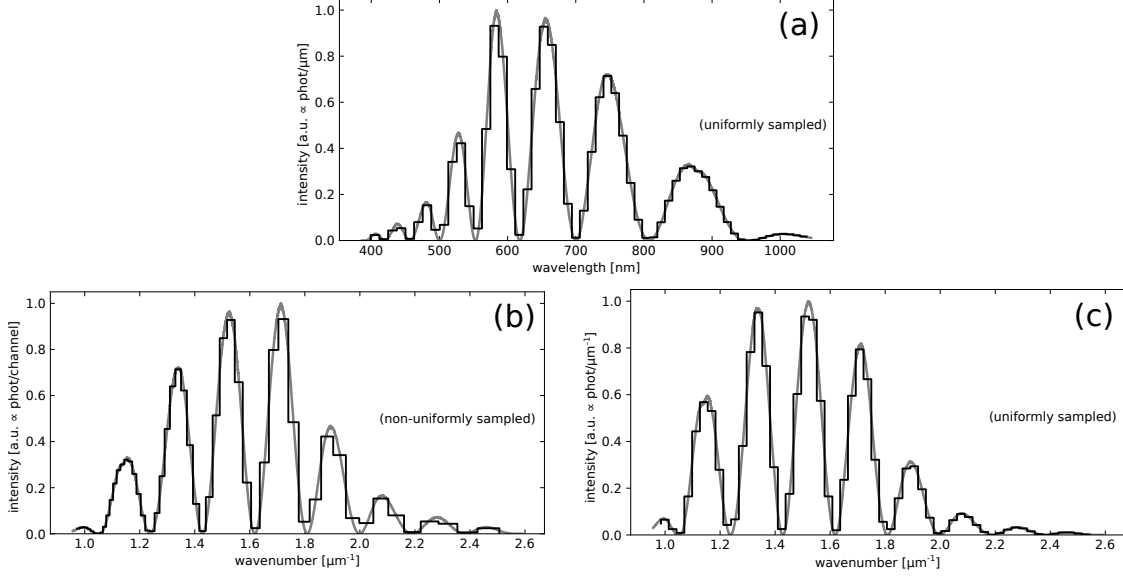 (a)
intensity [a.u. ∝ phot/μm]
1.0
0.8
0.6
0.4
0.2
0.0
(uniformly sampled)
400 500 600 700 800 900 1000
wavelength [nm]
(b)
intensity [a.u. ∝ phot/channel]
1.0
0.8
0.6
0.4
0.2
0.0
(non-uniformly sampled)
1.0 1.2 1.4 1.6 1.8 2.0 2.2 2.4 2.6
wavenumber [μm⁻¹]
(c)
intensity [a.u. ∝ phot/μm⁻¹]
1.0
0.8
0.6
0.4
0.2
0.0
(uniformly sampled)
1.0 1.2 1.4 1.6 1.8 2.0 2.2 2.4 2.6
wavenumber [μm⁻¹]